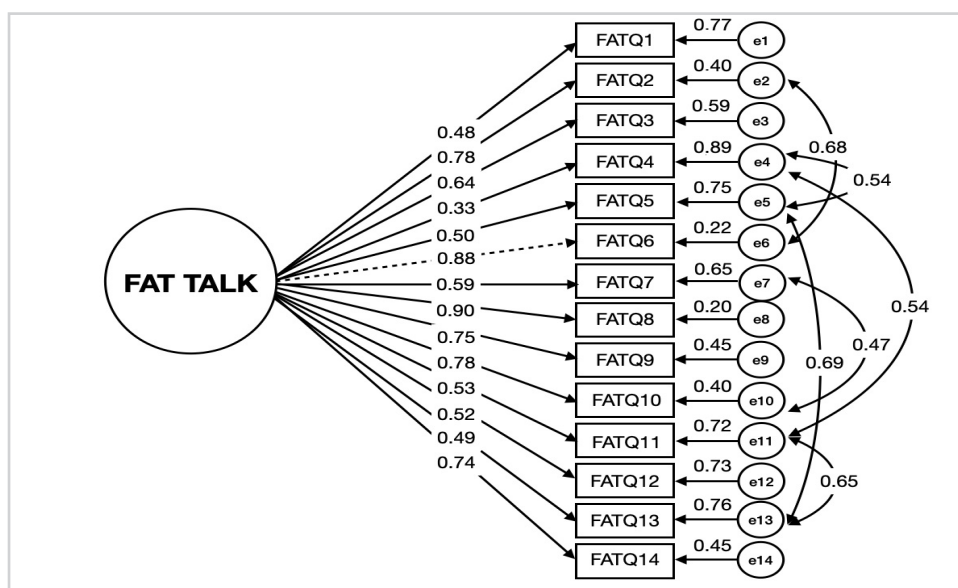 FATQ1 0.77 e1
FATQ2 0.40 e2
FATQ3 0.59 e3
0.48
0.78
0.68
FATQ4 0.89 e4
0.64
0.54
0.33
FATQ5 0.75 e5
0.50
FATQ6 0.22 e6
0.88
FAT TALK
0.59
FATQ7 0.65 e7
0.90
0.54
FATQ8 0.20 e8
0.75
0.47
FATQ9 0.45 e9
0.69
0.78
0.53
FATQ10 0.40 e10
0.52
0.49
FATQ11 0.72 e11
0.74
FATQ12 0.73 e12
0.65
FATQ13 0.76 e13
FATQ14 0.45 e14